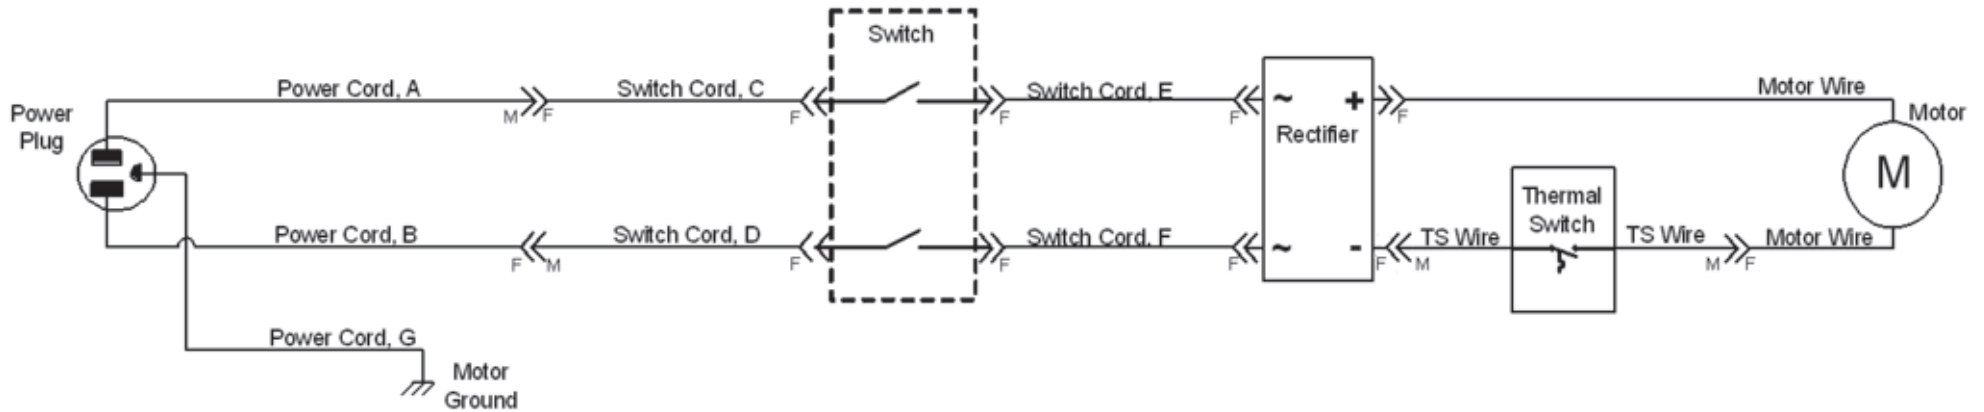 Switch
Power Cord, A
Switch Cord, C
Switch Cord, E
Motor Wire
Power
Plug
M
F
F
F
F
~
+
F
Motor
Rectifier
M
Thermal
Switch
Power Cord, B
Switch Cord, D
Switch Cord, F
~
-
TS Wire
TS Wire
Motor Wire
F
M
F
F
F
F
M
M
F
Power Cord, G
Motor
Ground